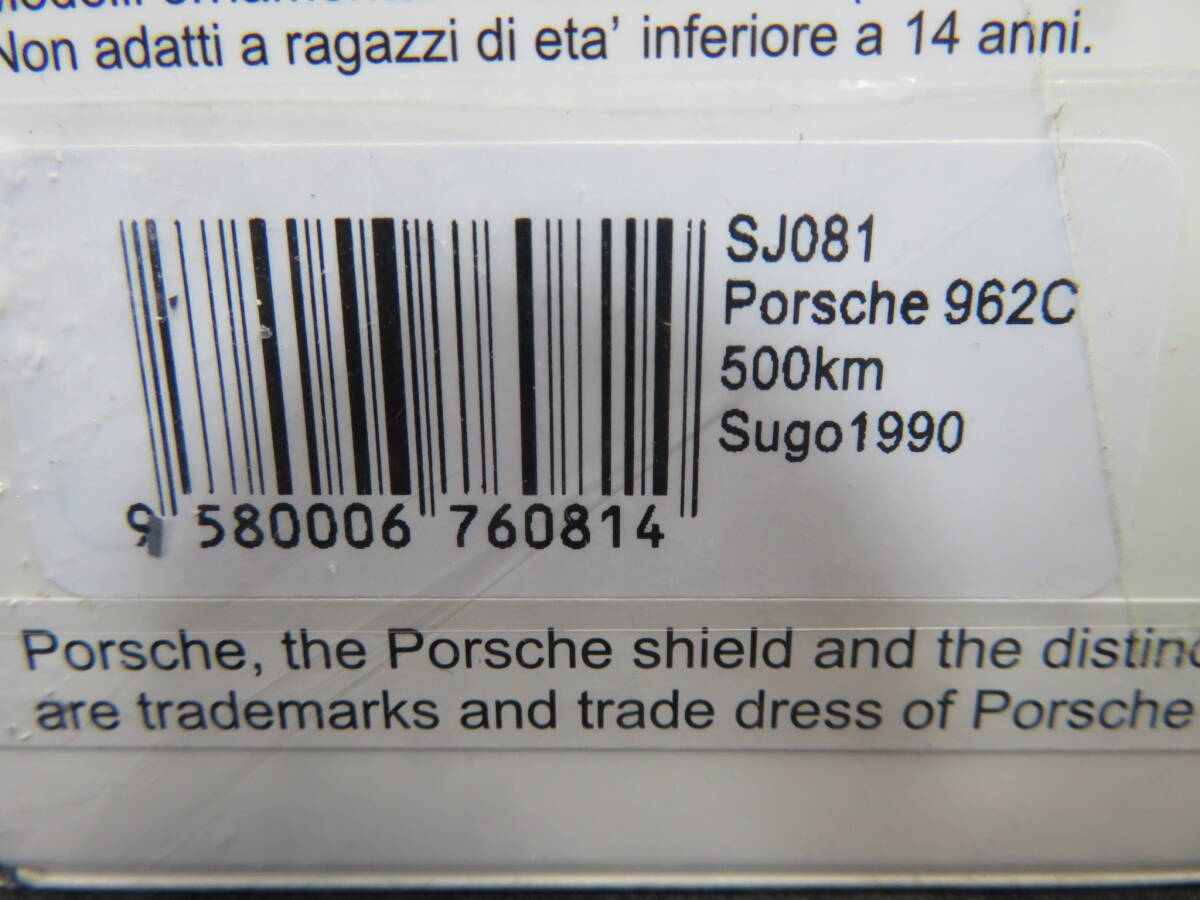 Non adatti a ragazzi di eta' inferiore a 14 anni.
SJ081
Porsche 962C
500km
Sugo1990
9 580006 760814
Porsche, the Porsche shield and the
are trademarks and trade dress of Porsche